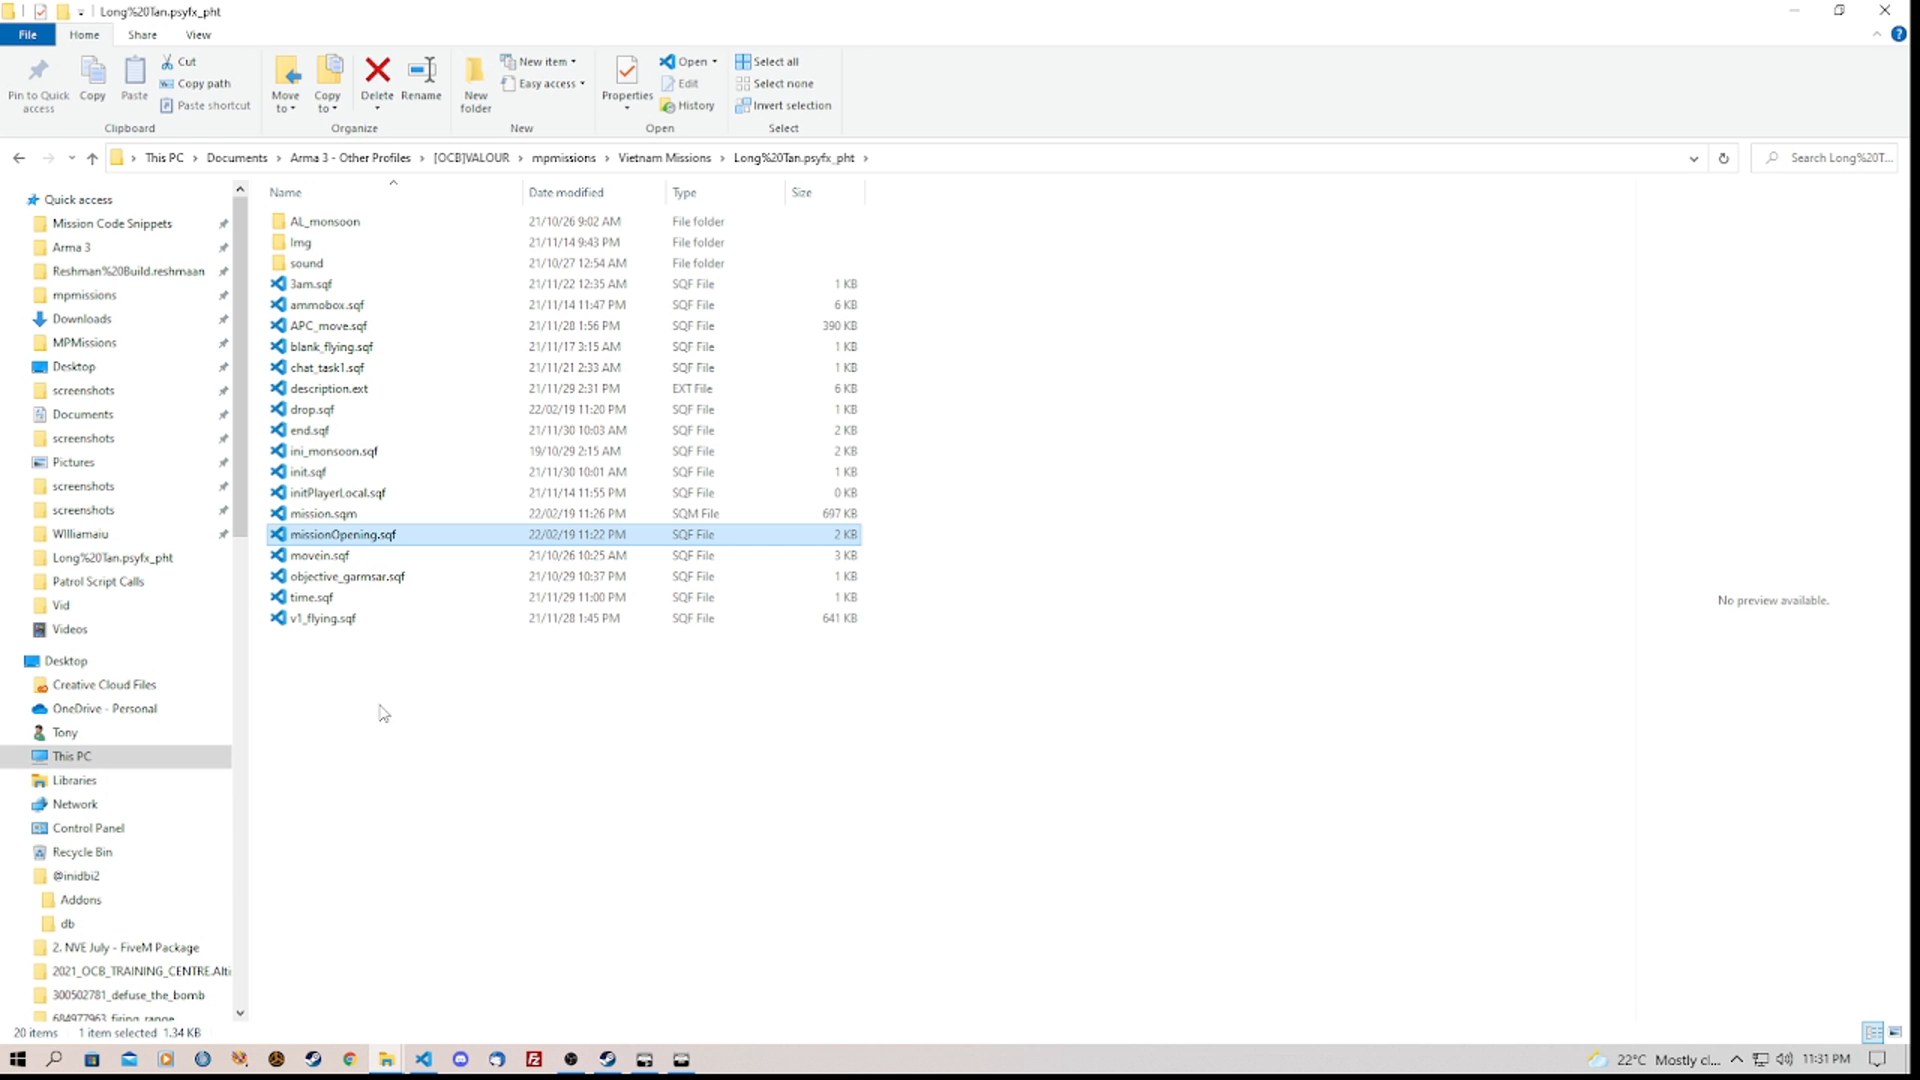 Long%20Tan.psyfx_pht
File
Home
Share
View
Pin to Quick access
Copy
Paste
Cut
Copy path
Paste shortcut
Clipboard
Move to
Copy to
Delete
Rename
Organize
New folder
New item
Easy access
New
Properties
Open
Edit
History
Open
Select all
Select none
Invert selection
Select
This PC > Documents > Arma 3 - Other Profiles > [OCB]VALOUR > mpmissions > Vietnam Missions > Long%20Tan.psyfx_pht >
Search Long%20T...
Name Date modified Type Size
AL_monsoon 21/10/26 9:02 AM File folder
Img 21/11/14 9:43 PM File folder
sound 21/10/27 12:54 AM File folder
3am.sqf 21/11/22 12:35 AM SQF File 1 KB
ammobox.sqf 21/11/14 11:47 PM SQF File 6 KB
APC_move.sqf 21/11/28 1:56 PM SQF File 390 KB
blank_flying.sqf 21/11/17 3:15 AM SQF File 1 KB
chat_task1.sqf 21/11/21 2:33 AM SQF File 1 KB
description.ext 21/11/29 2:31 PM EXT File 6 KB
drop.sqf 22/02/19 11:20 PM SQF File 1 KB
end.sqf 21/11/30 10:03 AM SQF File 2 KB
ini_monsoon.sqf 19/10/29 2:15 AM SQF File 2 KB
init.sqf 21/11/30 10:01 AM SQF File 1 KB
initPlayerLocal.sqf 21/11/14 11:55 PM SQF File 0 KB
mission.sqm 22/02/19 11:26 PM SQM File 697 KB
missionOpening.sqf 22/02/19 11:22 PM SQF File 2 KB
movein.sqf 21/10/26 10:25 AM SQF File 3 KB
objective_garmsar.sqf 21/10/29 10:37 PM SQF File 1 KB
time.sqf 21/11/29 11:00 PM SQF File 1 KB
v1_flying.sqf 21/11/28 1:45 PM SQF File 641 KB
Quick access
Mission Code Snippets
Arma 3
Reshman%20Build.reshmaan
mpmissions
Downloads
MPMissions
Desktop
screenshots
Documents
screenshots
Pictures
screenshots
screenshots
WIlliamaiu
Long%20Tan.psyfx_pht
Patrol Script Calls
Vid
Videos
Desktop
Creative Cloud Files
OneDrive - Personal
Tony
This PC
Libraries
Network
Control Panel
Recycle Bin
@inidbi2
Addons
db
2. NVE July - FiveM Package
2021_OCB_TRAINING_CENTRE.Alti
300502781_defuse_the_bomb
684977963_firing_range
No preview available.
20 items 1 item selected 1.34 KB
22°C Mostly cl... 11:31 PM